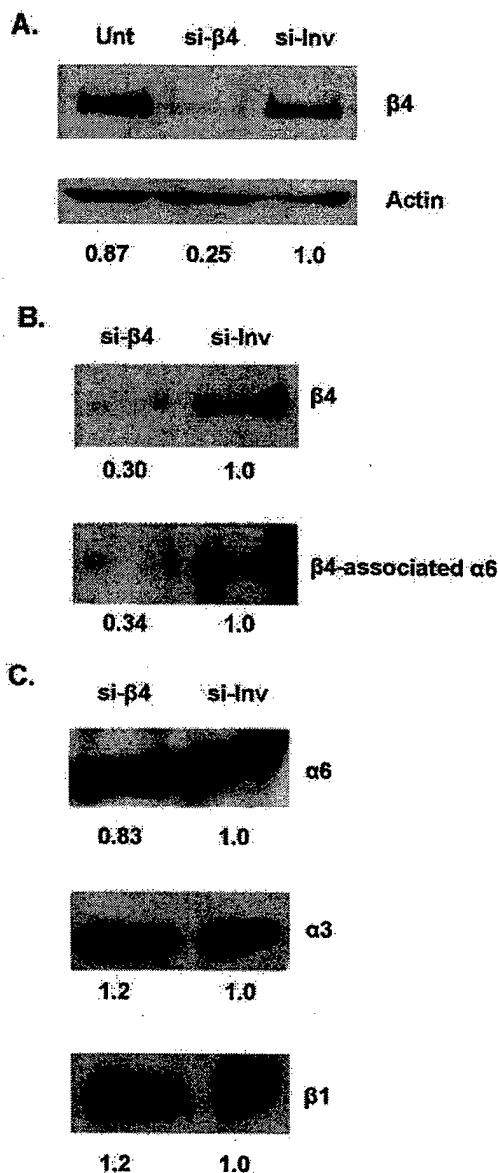 A.
Unt si-β4 si-Inv
β4
Actin
0.87 0.25 1.0
B.
si-β4 si-Inv
β4
0.30 1.0
β4-associated α6
0.34 1.0
C.
si-β4 si-Inv
α6
0.83 1.0
α3
1.2 1.0
β1
1.2 1.0